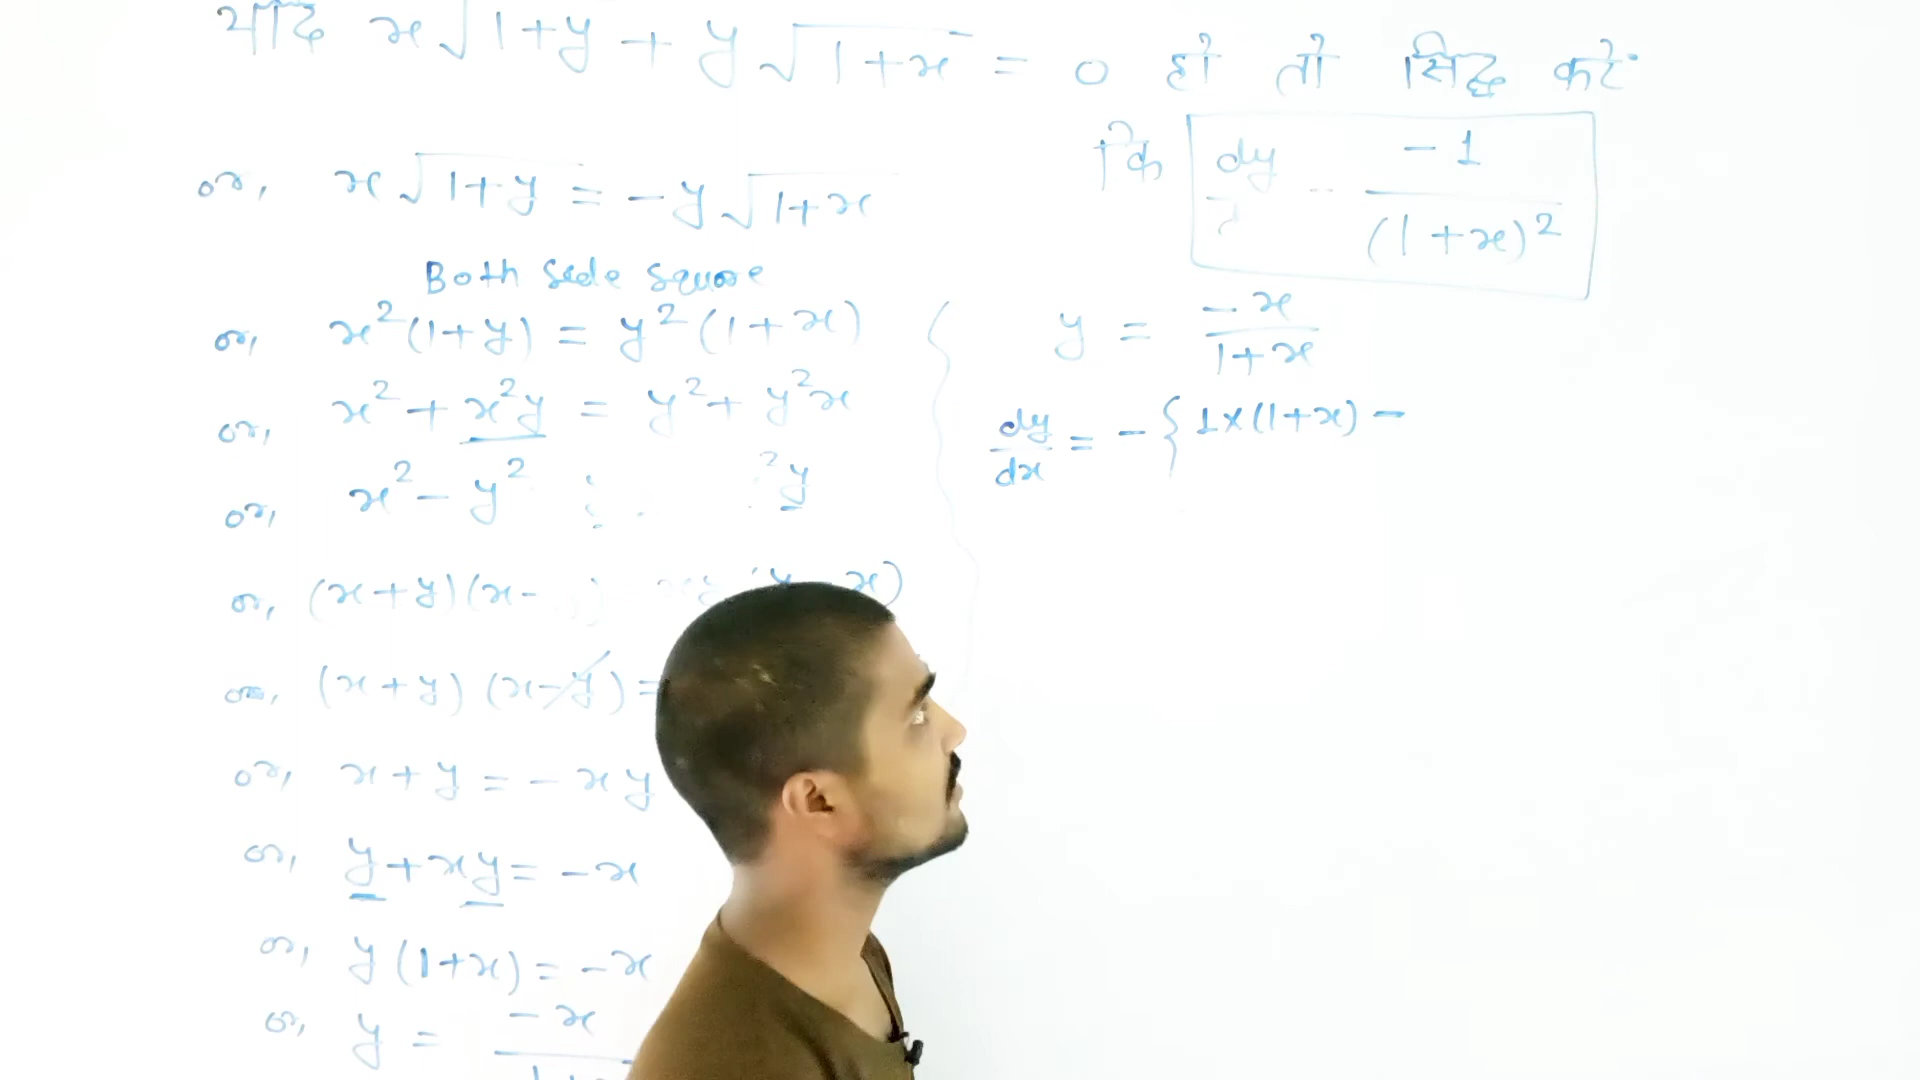 यदि x√1+y + y√1+x = 0 हो तो सिद्ध करें
कि dy - -1/(1+x)²
or, x√1+y = -y√1+x
Both side square
or, x²(1+y) = y²(1+x)
or, x² + x²y = y² + y²x
or, x² - y² ²y
or, (x+y)(x- x)
or, (x+y)(x-y) =
or, x+y = -xy
or, y+xy = -x
or, y(1+x) = -x
or, y = -x
y = -x/1+x
dy/dx = -{1×(1+x) -